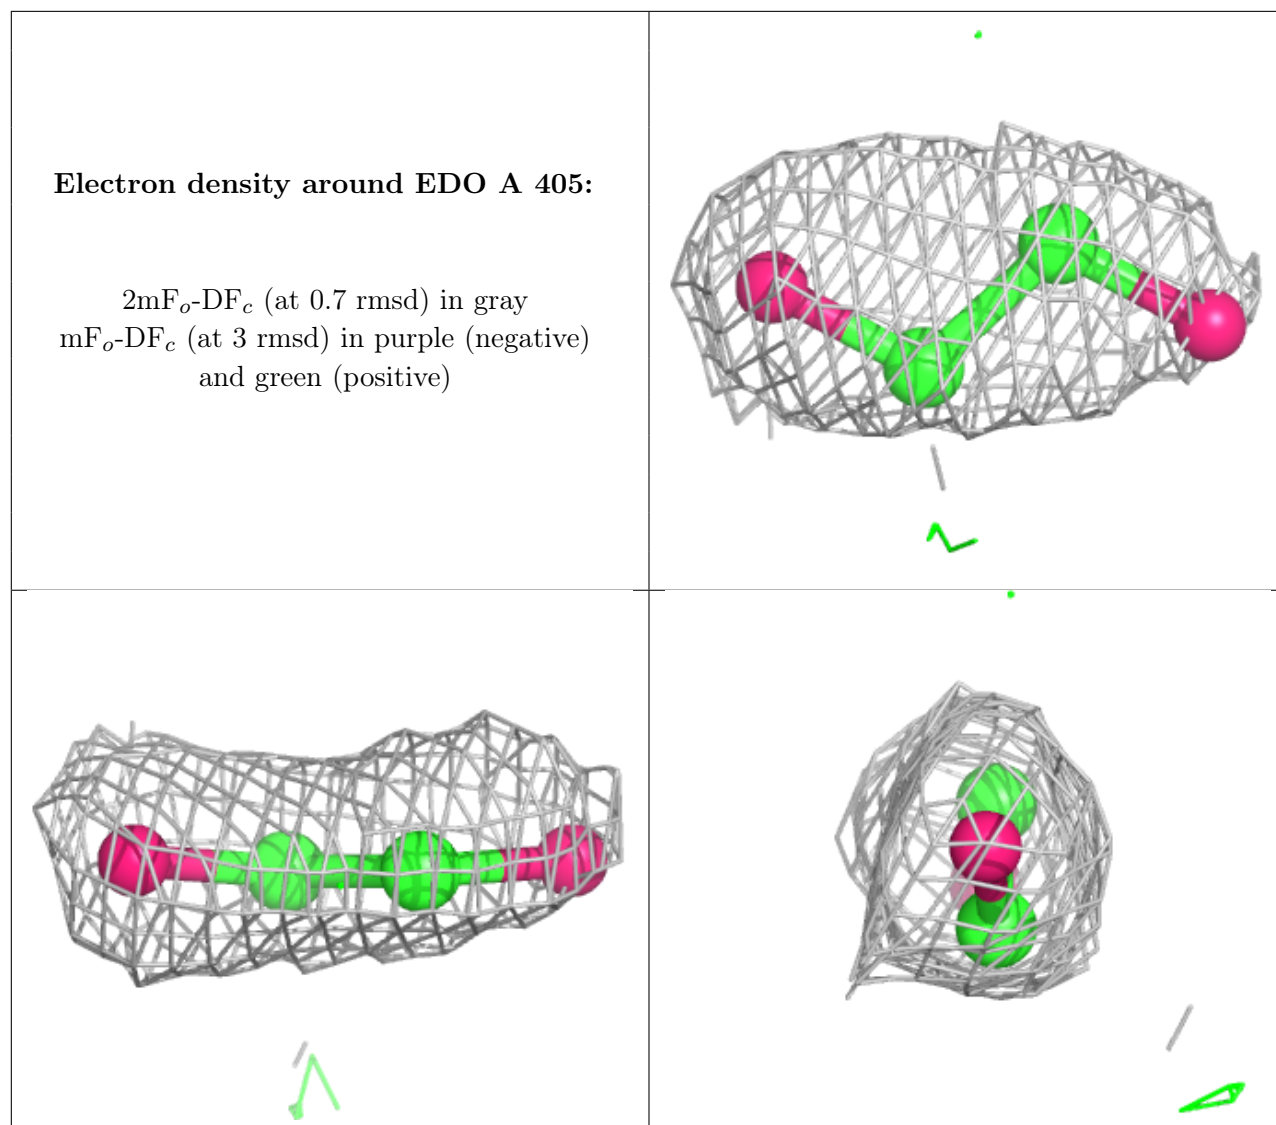 Electron density around EDO A 405:
2mFo-DFc (at 0.7 rmsd) in gray
mFo-DFc (at 3 rmsd) in purple (negative)
and green (positive)